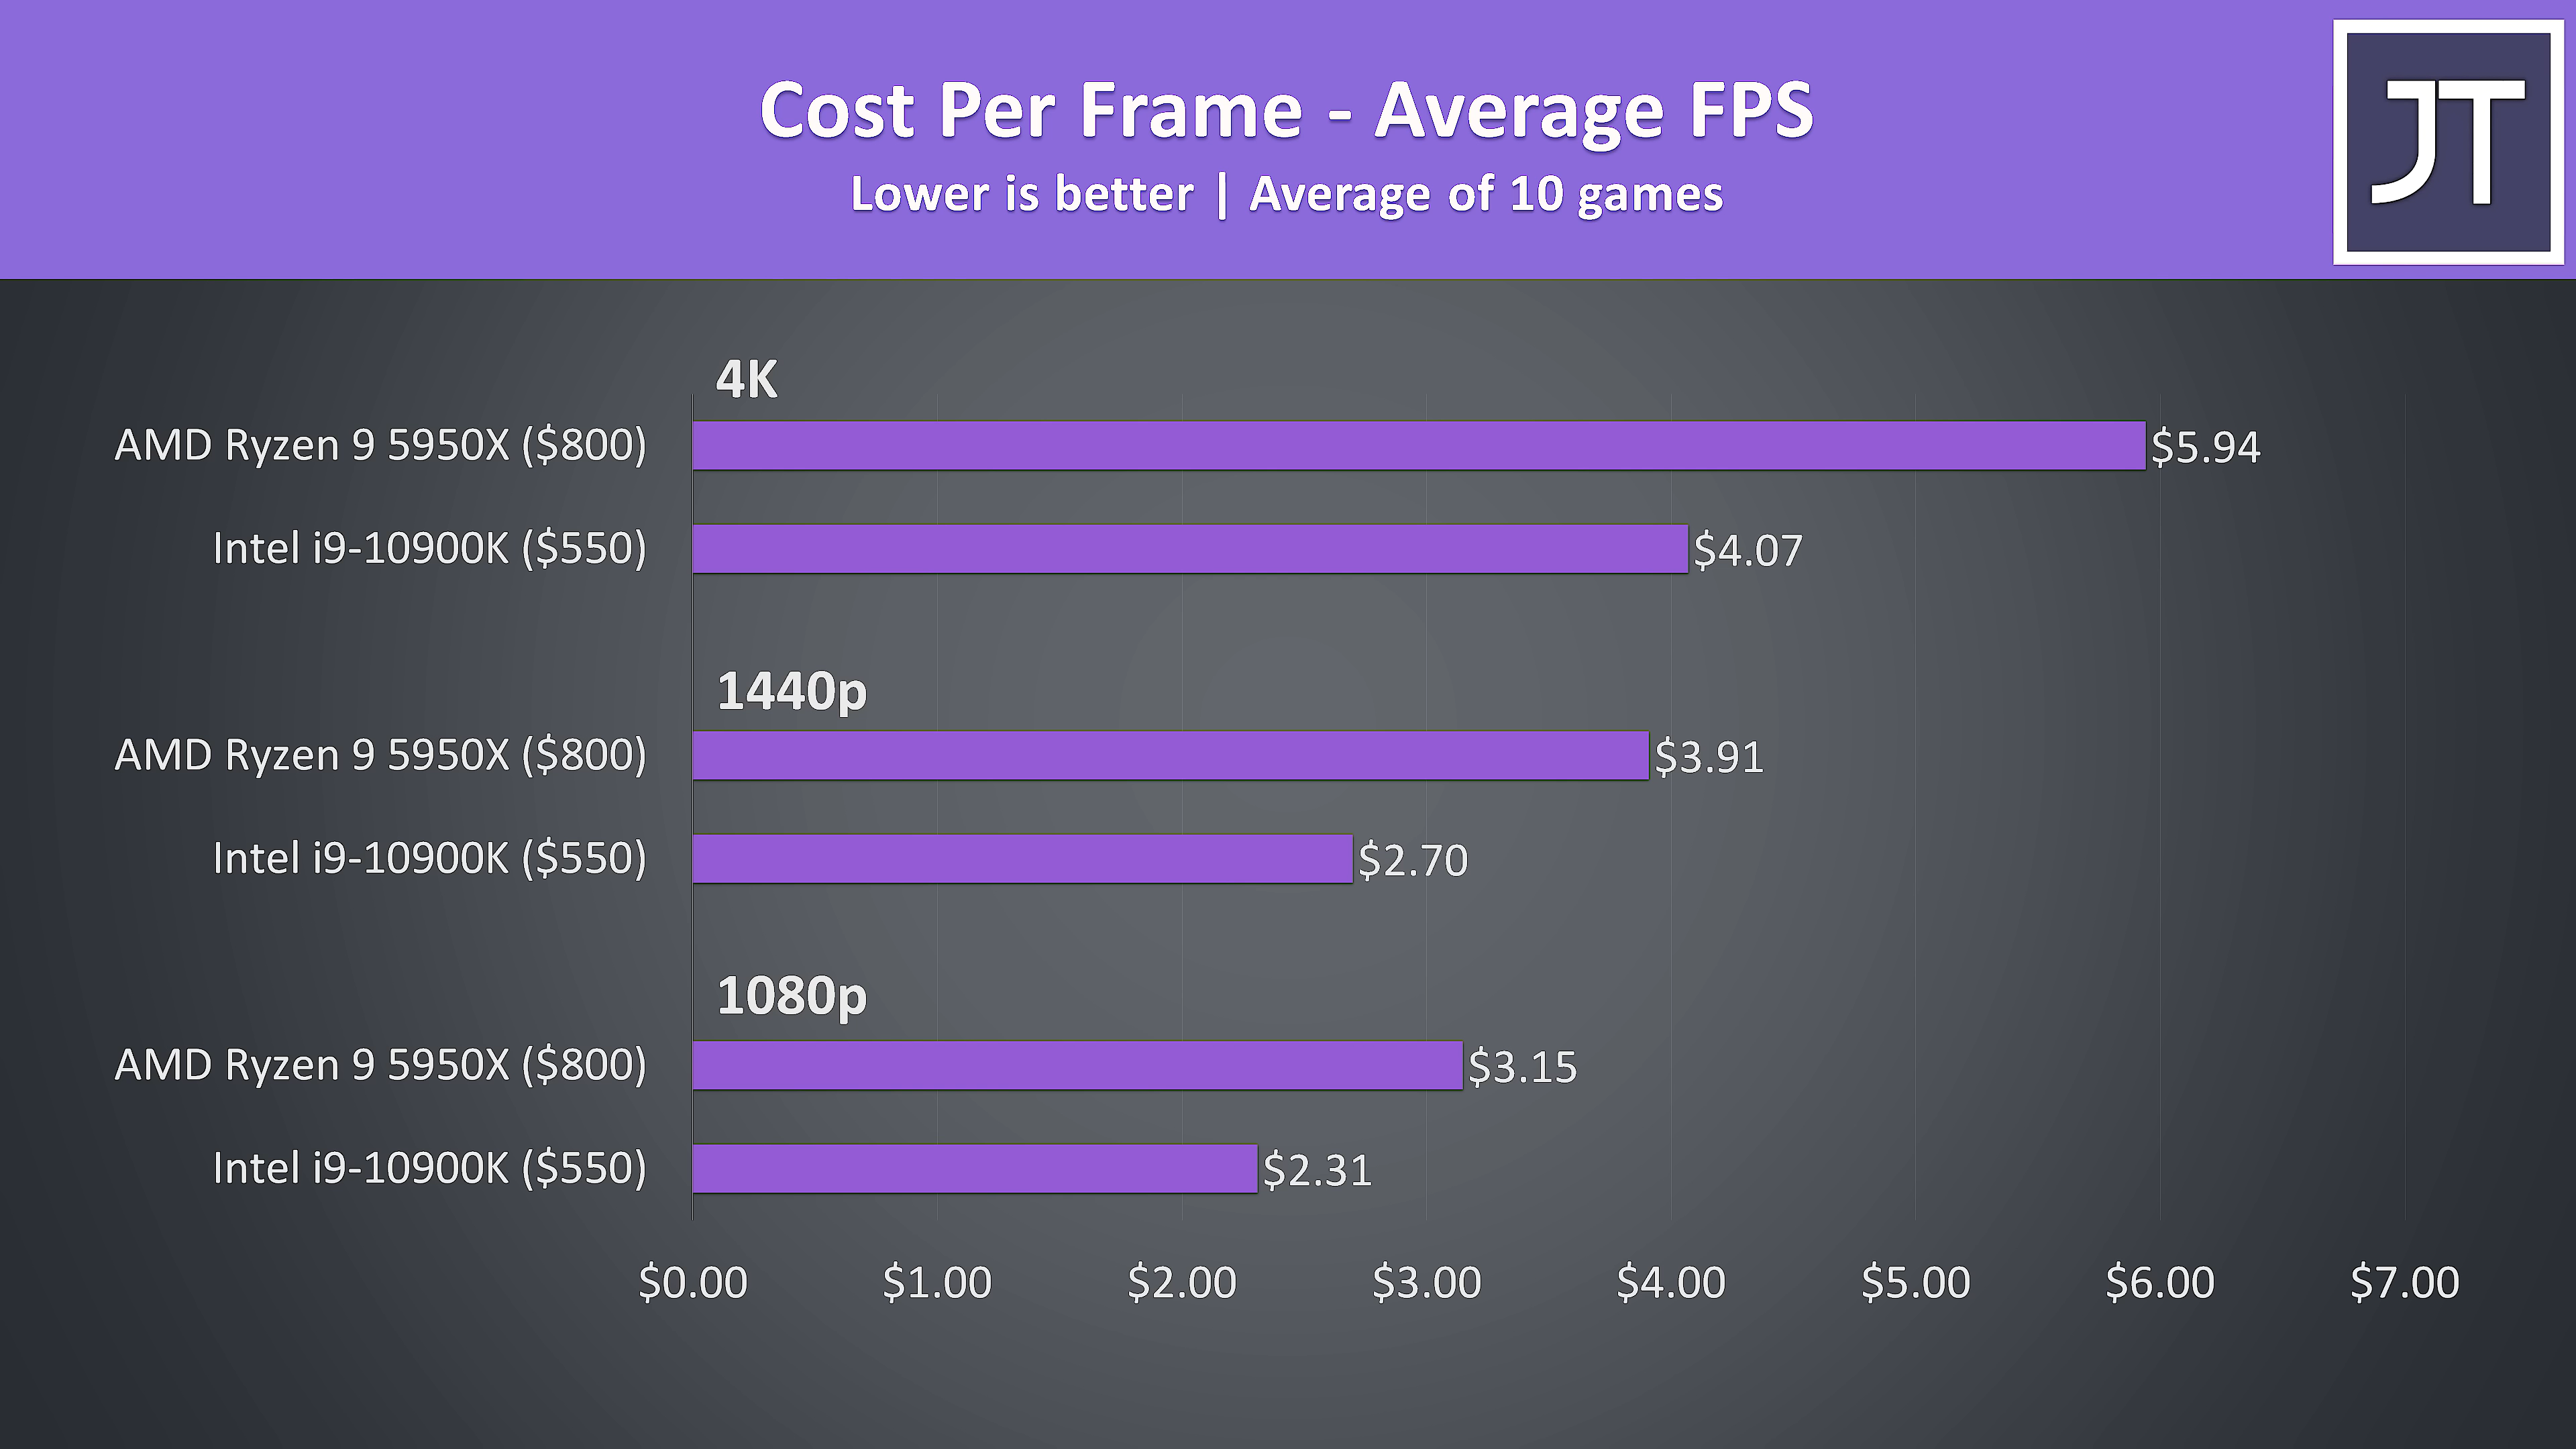 Cost Per Frame - Average FPS
Lower is better | Average of 10 games
JT
4K
AMD Ryzen 9 5950X ($800) $5.94
Intel i9-10900K ($550) $4.07
1440p
AMD Ryzen 9 5950X ($800) $3.91
Intel i9-10900K ($550) $2.70
1080p
AMD Ryzen 9 5950X ($800) $3.15
Intel i9-10900K ($550) $2.31
$0.00 $1.00 $2.00 $3.00 $4.00 $5.00 $6.00 $7.00